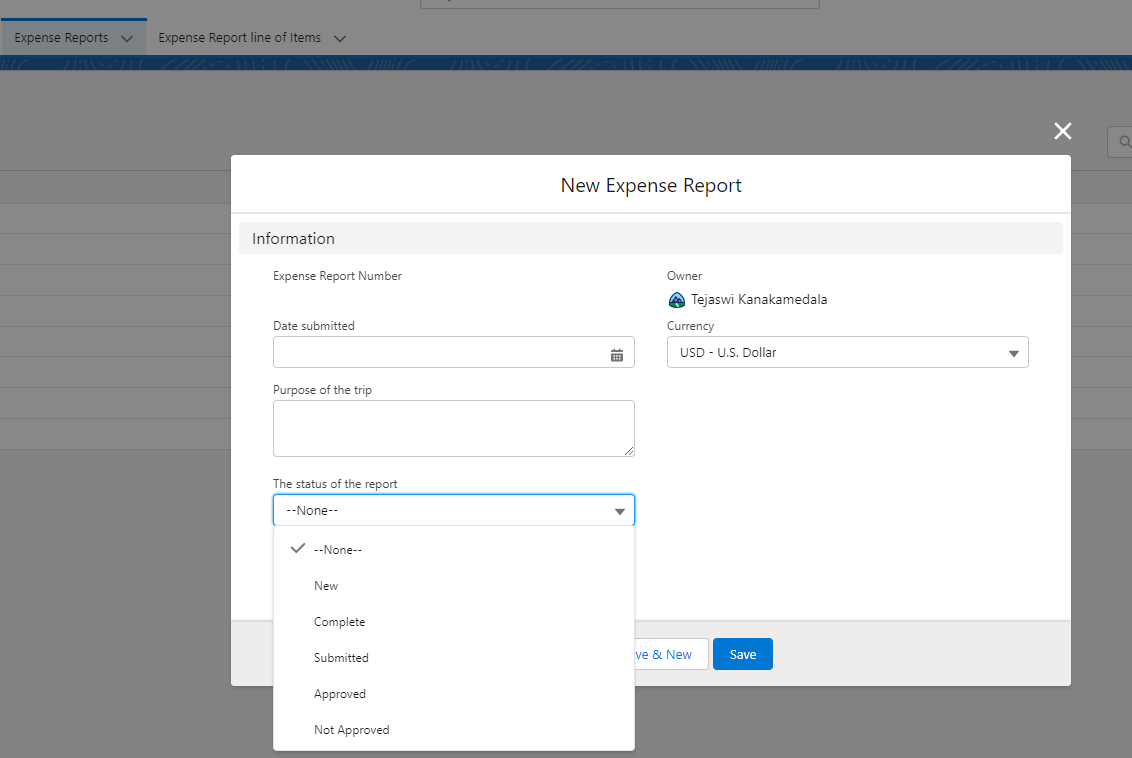 Expense Reports
Expense Report line of Items
New Expense Report
Information
Expense Report Number
Owner
Tejaswi Kanakamedala
Date submitted
Currency
USD - U.S. Dollar
Purpose of the trip
The status of the report
--None--
--None--
New
Complete
Submitted
Approved
Not Approved
ve & New
Save